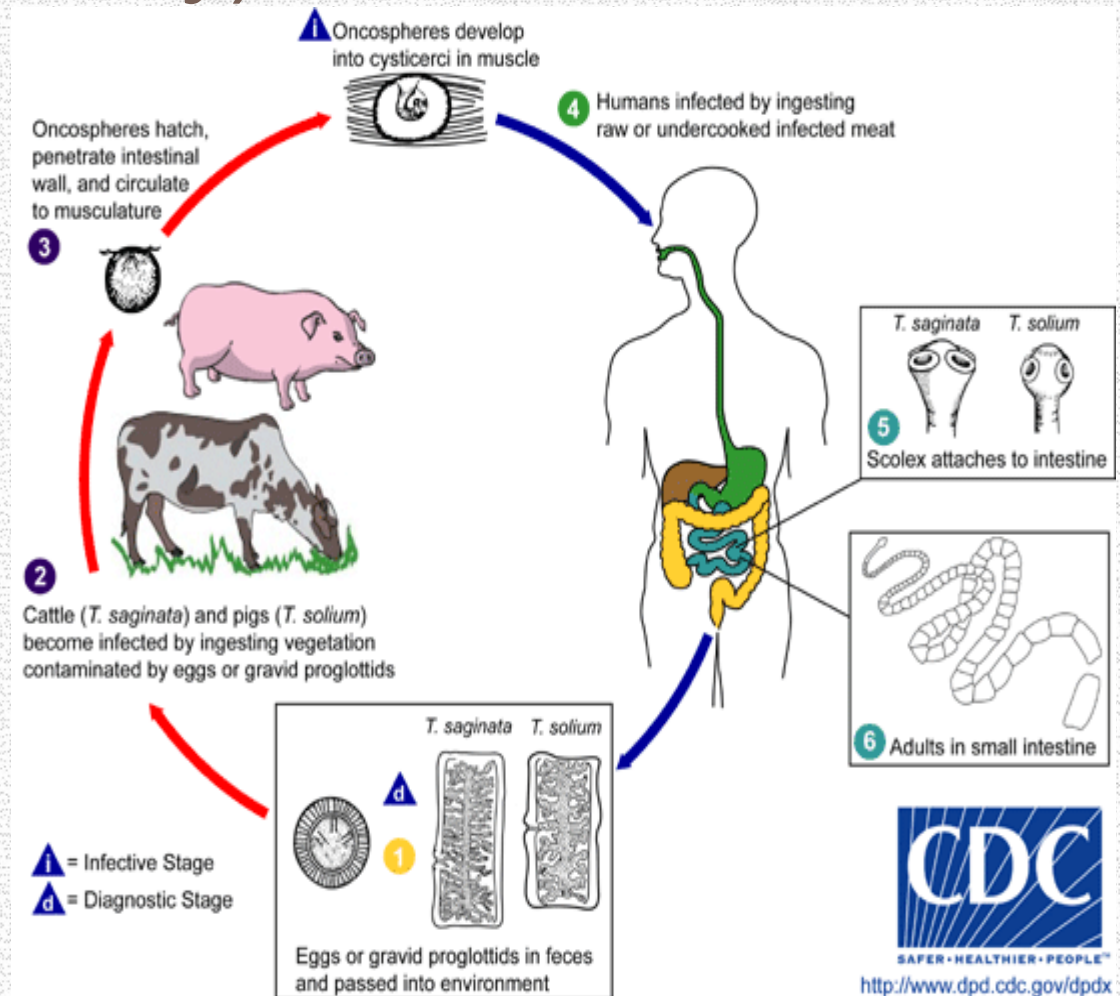 i
Oncospheres develop
into cysticerci in muscle
4
Humans infected by ingesting
raw or undercooked infected meat
Oncospheres hatch,
penetrate intestinal
wall, and circulate
to musculature
3
T. saginata T. solium
5
Scolex attaches to intestine
2
Cattle (T. saginata) and pigs (T. solium)
become infected by ingesting vegetation
contaminated by eggs or gravid proglottids
6 Adults in small intestine
T. saginata T. solium
d
1
Eggs or gravid proglottids in feces
and passed into environment
i = Infective Stage
d = Diagnostic Stage
CDC
SAFER•HEALTHIER•PEOPLE™
http://www.dpd.cdc.gov/dpdx